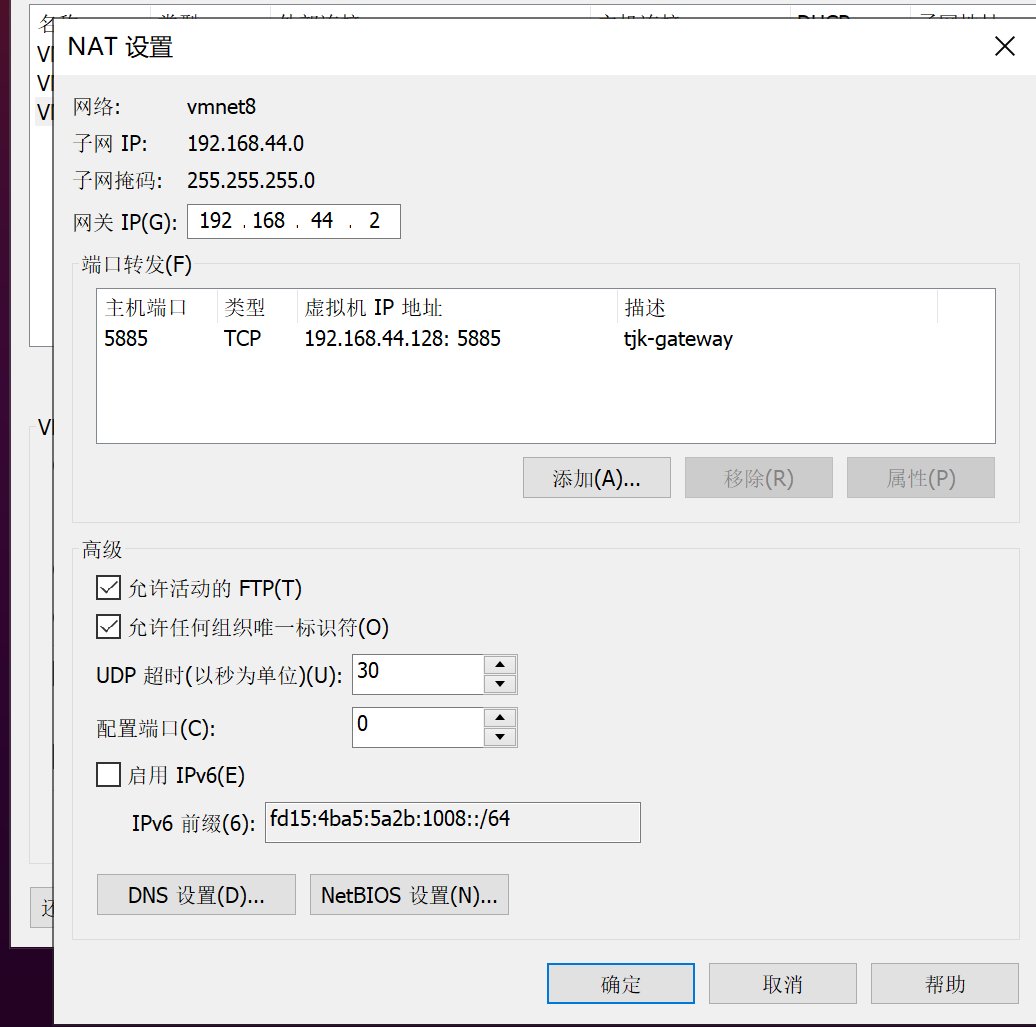 NAT 设置
网络: vmnet8
子网 IP: 192.168.44.0
子网掩码: 255.255.255.0
网关 IP(G): 192 . 168 . 44 . 2
端口转发(F)
主机端口 类型 虚拟机 IP 地址 描述
5885 TCP 192.168.44.128: 5885 tjk-gateway
添加(A)... 移除(R) 属性(P)
高级
允许活动的 FTP(T)
允许任何组织唯一标识符(O)
UDP 超时(以秒为单位)(U): 30
配置端口(C): 0
启用 IPv6(E)
IPv6 前缀(6): fd15:4ba5:5a2b:1008::/64
DNS 设置(D)... NetBIOS 设置(N)...
确定 取消 帮助